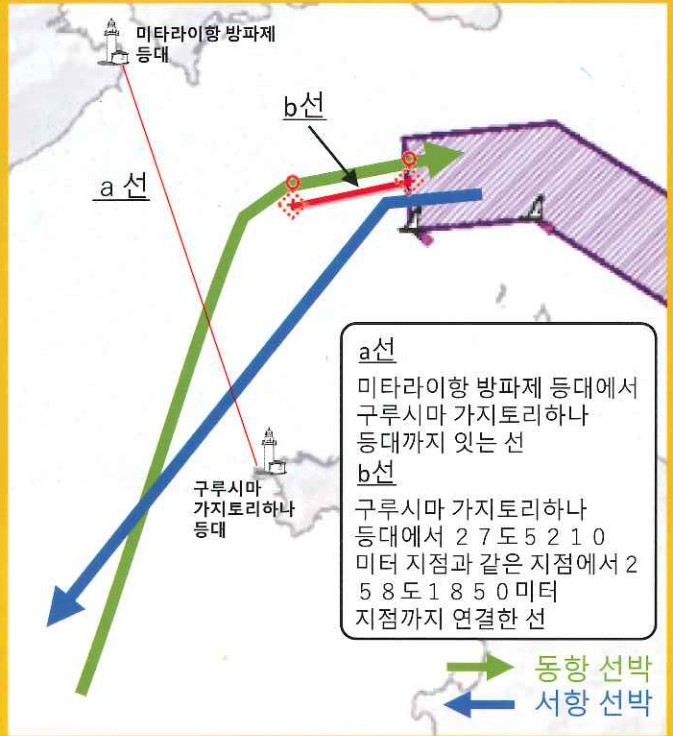 미타라이항 방파제
등대
b선
a 선
구루시마
가지토리하나
등대
a선
미타라이항 방파제 등대에서
구루시마 가지토리하나
등대까지 잇는 선
b선
구루시마 가지토리하나
등대에서 ２７도５２１０
미터 지점과 같은 지점에서２
５８도１８５０미터
지점까지 연결한 선
동항 선박
서항 선박